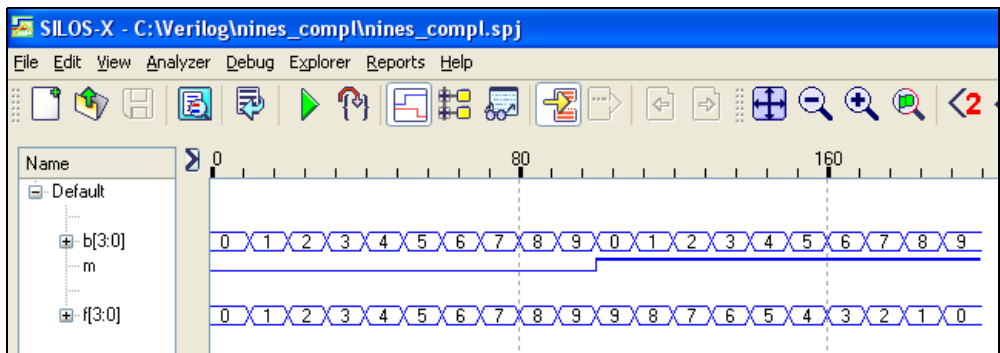 SILOS-X - C:\Verilog\nines_compl\nines_compl.spj
File Edit View Analyzer Debug Explorer Reports Help
2
Name 0 80 160
Default
b[3:0] 0 1 2 3 4 5 6 7 8 9 0 1 2 3 4 5 6 7 8 9
m
f[3:0] 0 1 2 3 4 5 6 7 8 9 9 8 7 6 5 4 3 2 1 0